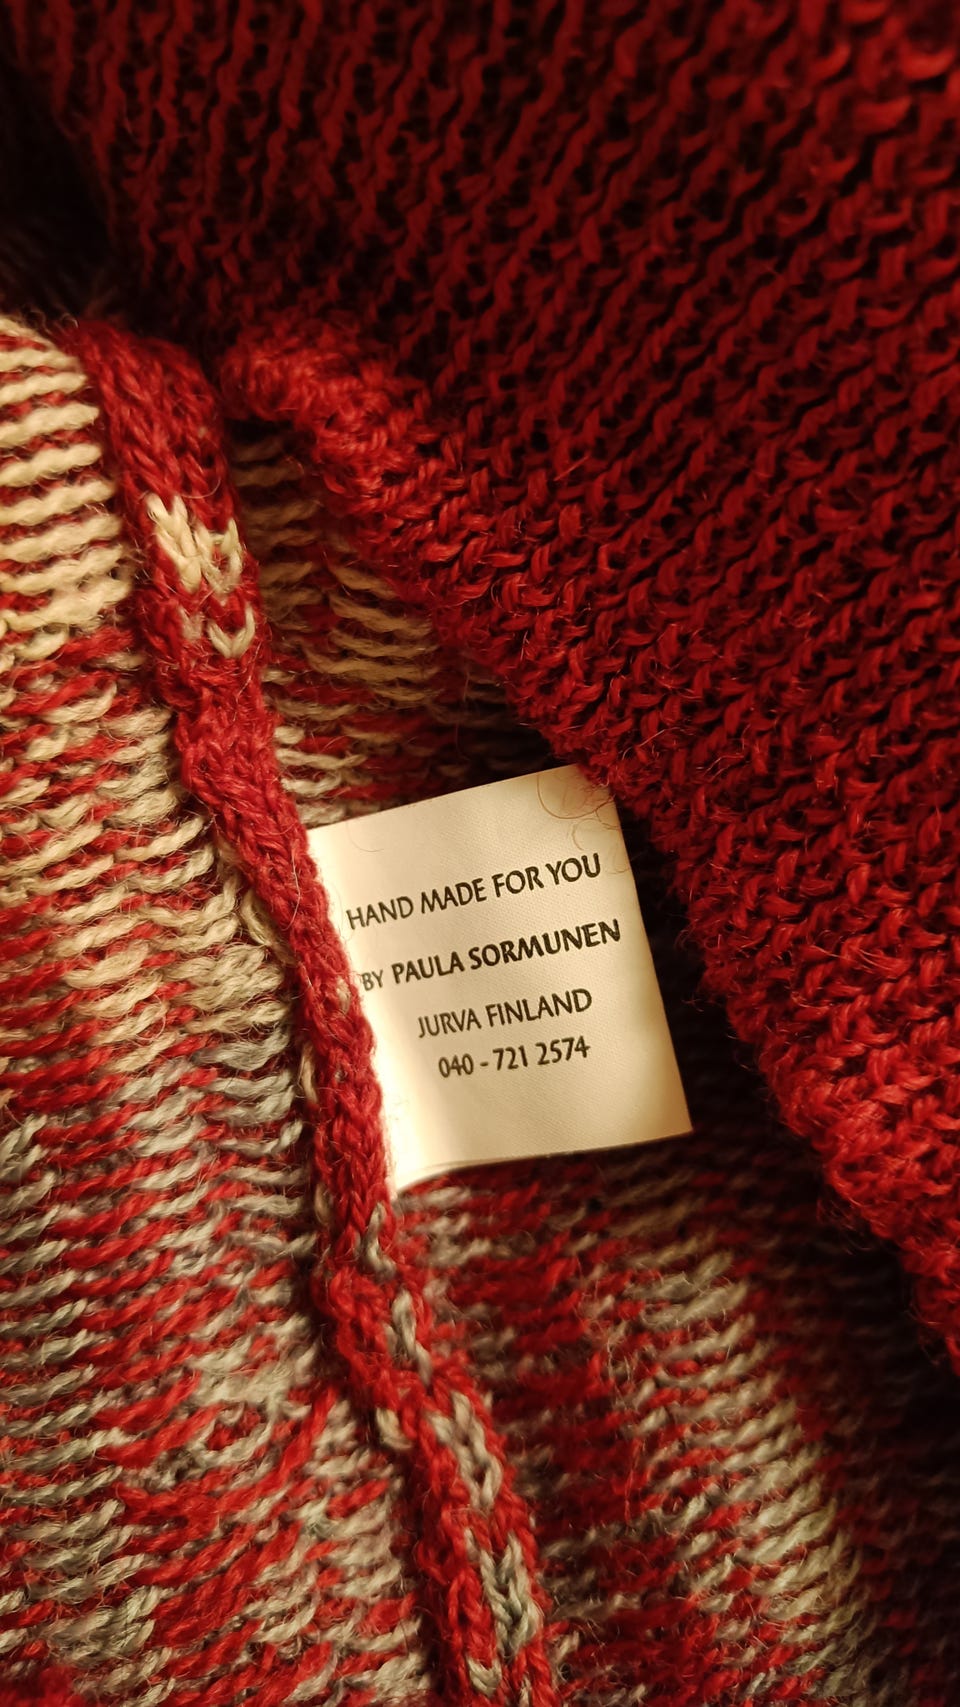 HAND MADE FOR YOU
BY PAULA SORMUNEN
JURVA FINLAND
040 - 721 2574